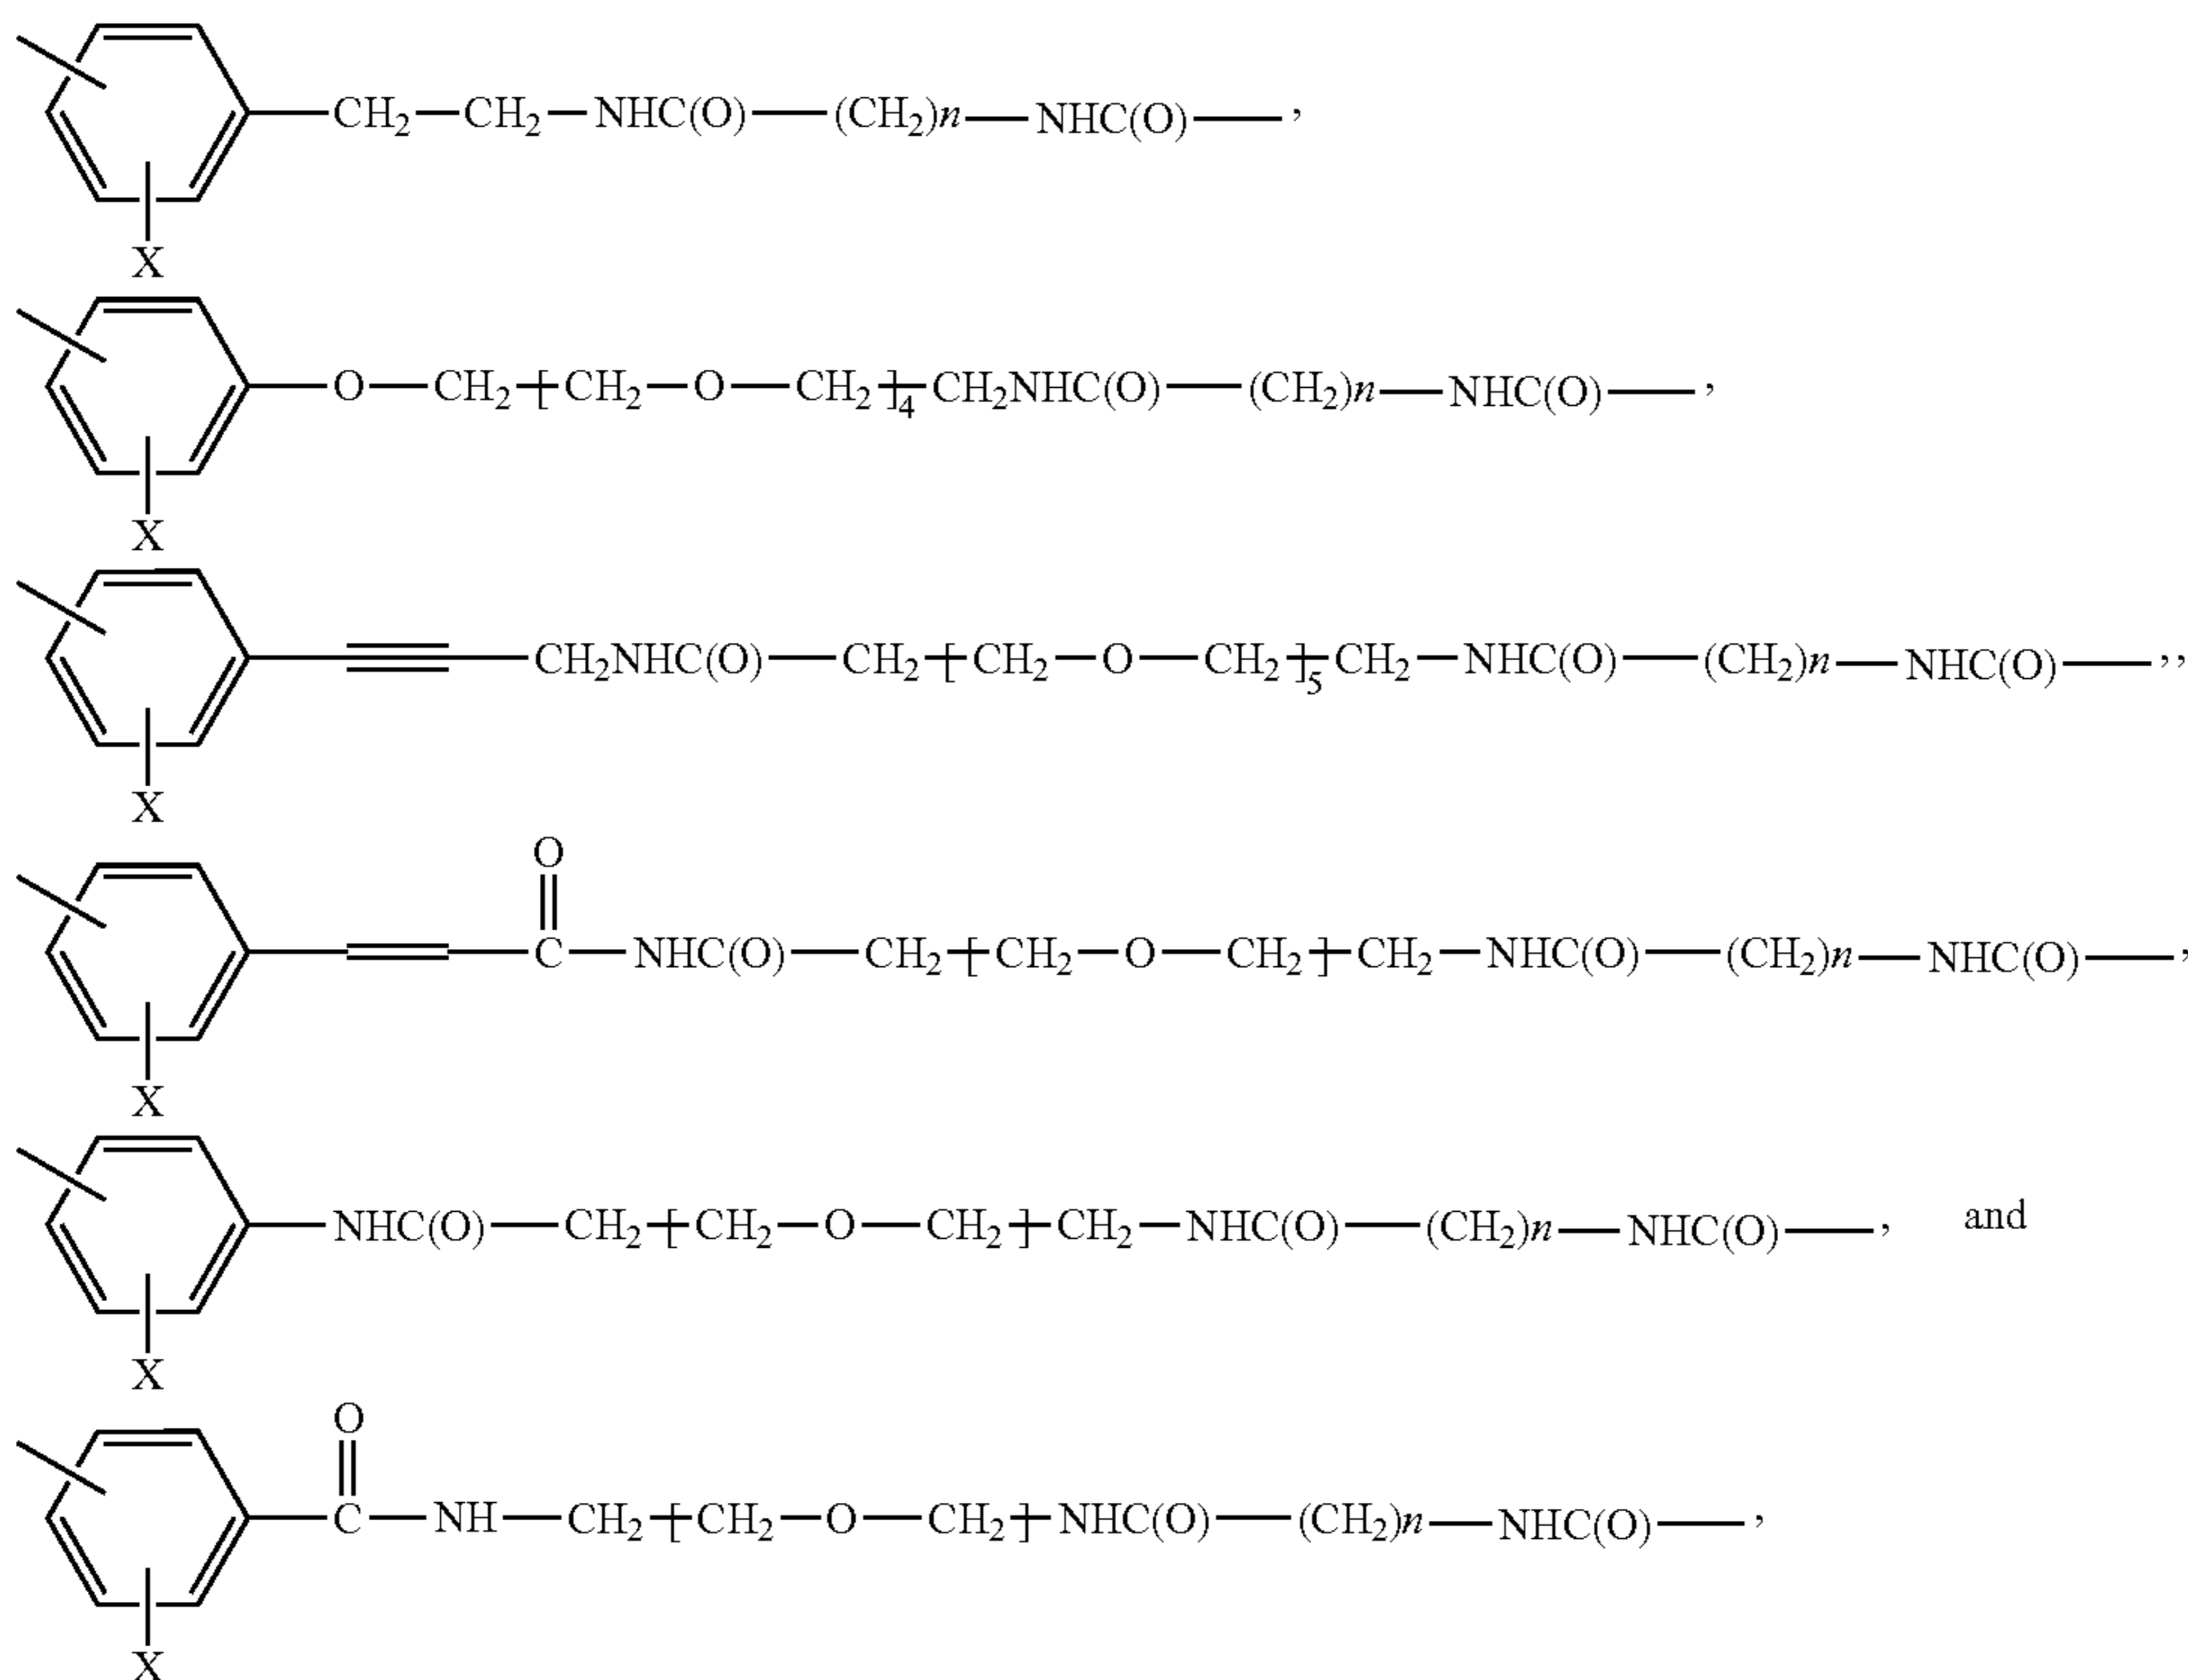 CH₂—CH₂—NHC(O)—(CH₂)n—NHC(O)—,
X
O—CH₂—[CH₂—O—CH₂]₄—CH₂NHC(O)—(CH₂)n—NHC(O)—,
X
CH₂NHC(O)—CH₂—[CH₂—O—CH₂]₅—CH₂—NHC(O)—(CH₂)n—NHC(O)—,,
X
O
C—NHC(O)—CH₂—[CH₂—O—CH₂]—CH₂—NHC(O)—(CH₂)n—NHC(O)—,
X
NHC(O)—CH₂—[CH₂—O—CH₂]—CH₂—NHC(O)—(CH₂)n—NHC(O)—, and
X
O
C—NH—CH₂—[CH₂—O—CH₂]—NHC(O)—(CH₂)n—NHC(O)—,
X